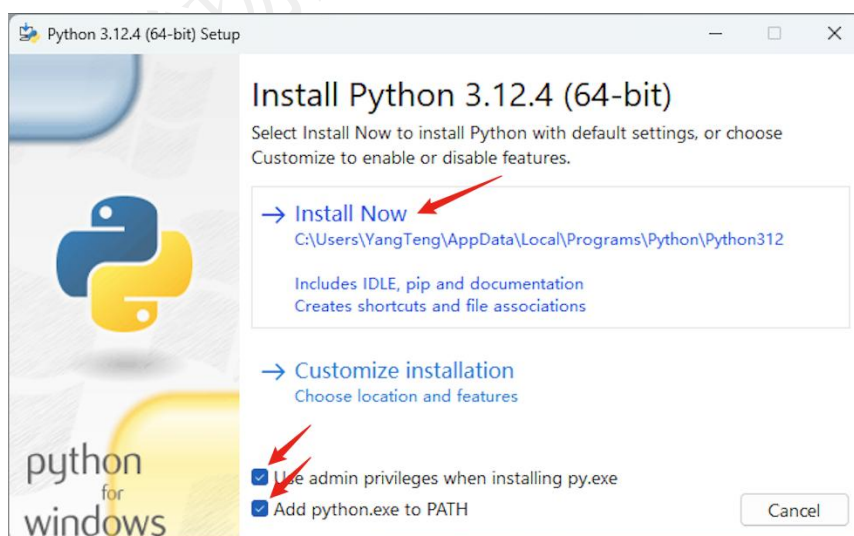 Python 3.12.4 (64-bit) Setup
Install Python 3.12.4 (64-bit)
Select Install Now to install Python with default settings, or choose
Customize to enable or disable features.
→ Install Now
C:\Users\YangTeng\AppData\Local\Programs\Python\Python312
Includes IDLE, pip and documentation
Creates shortcuts and file associations
→ Customize installation
Choose location and features
Use admin privileges when installing py.exe
Add python.exe to PATH
Cancel
python
for
windows